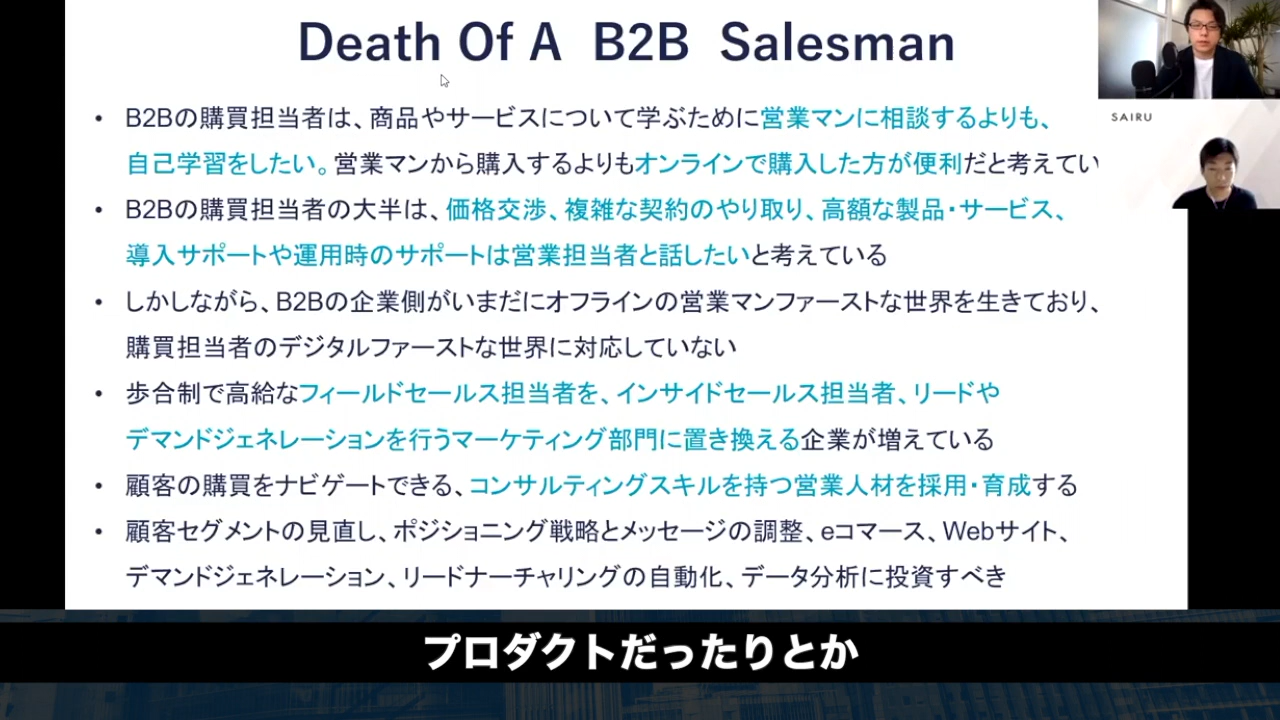 Death Of A B2B Salesman
• B2Bの購買担当者は、商品やサービスについて学ぶために営業マンに相談するよりも、
自己学習をしたい。営業マンから購入するよりもオンラインで購入した方が便利だと考えてい
• B2Bの購買担当者の大半は、価格交渉、複雑な契約のやり取り、高額な製品・サービス、
導入サポートや運用時のサポートは営業担当者と話したいと考えている
• しかしながら、B2Bの企業側がいまだにオフラインの営業マンファーストな世界を生きており、
購買担当者のデジタルファーストな世界に対応していない
• 歩合制で高給なフィールドセールス担当者を、インサイドセールス担当者、リードや
デマンドジェネレーションを行うマーケティング部門に置き換える企業が増えている
• 顧客の購買をナビゲートできる、コンサルティングスキルを持つ営業人材を採用・育成する
• 顧客セグメントの見直し、ポジショニング戦略とメッセージの調整、eコマース、Webサイト、
デマンドジェネレーション、リードナーチャリングの自動化、データ分析に投資すべき
SAIRU
プロダクトだったりとか